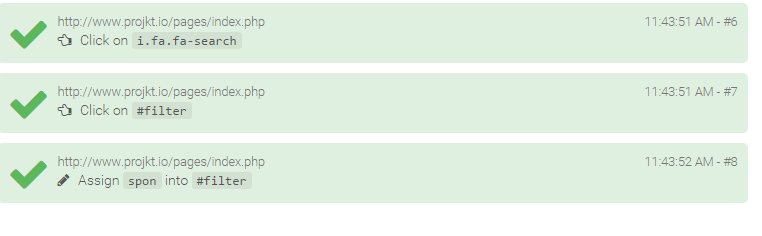 http://www.projkt.io/pages/index.php 11:43:51 AM - #6
Click on i.fa.fa-search
http://www.projkt.io/pages/index.php 11:43:51 AM - #7
Click on #filter
http://www.projkt.io/pages/index.php 11:43:52 AM - #8
Assign spon into #filter